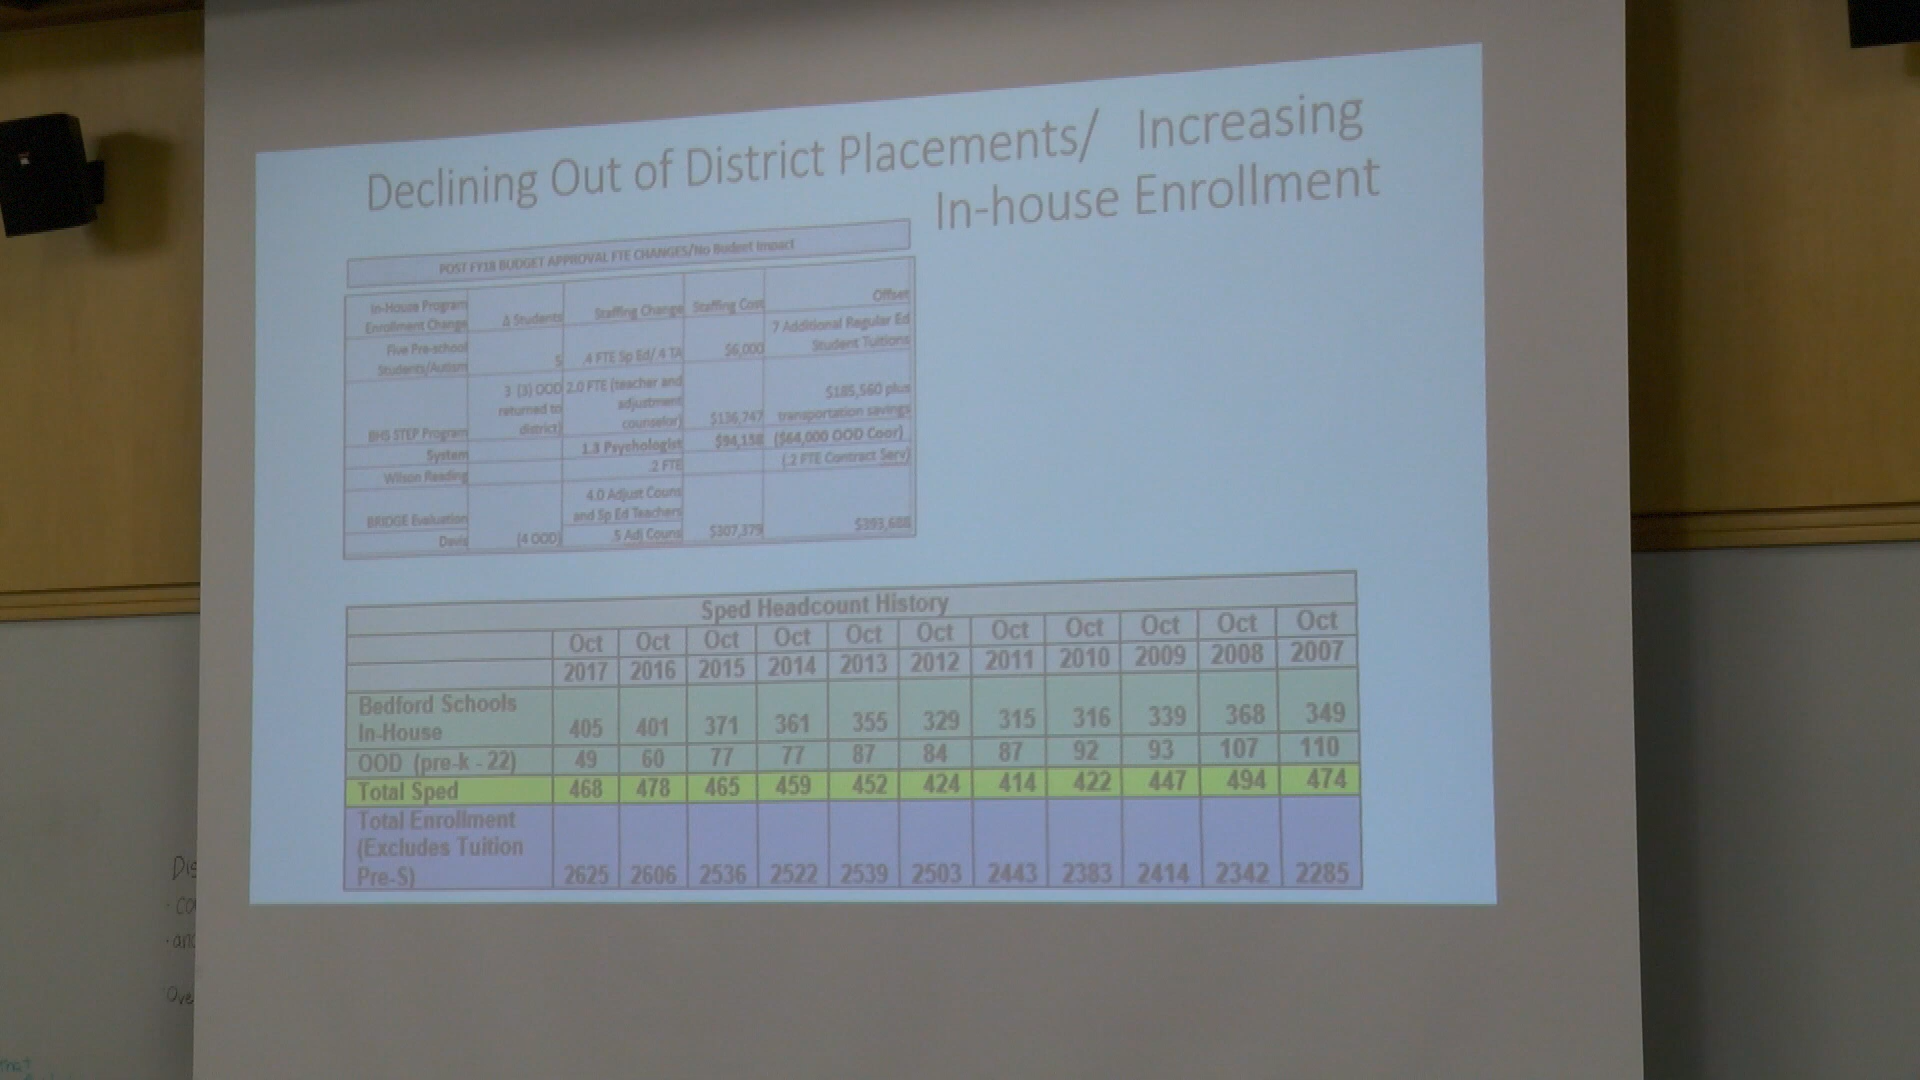 Declining Out of District Placements/ Increasing
In-house Enrollment
POST FY18 BUDGET APPROVAL FTE CHANGES/No Budget Impact
In-House Program Enrollment Change Δ Students Staffing Change Staffing Cost Offset
Five Pre-school Students/Autism 5 .4 FTE Sp Ed/.4 TA $6,000 7 Additional Regular Ed Student Tuitions
BHS STEP Program 3 (3) OOD returned to district) 2.0 FTE (teacher and adjustment counselor) $136,747 $185,560 plus transportation savings
System 1.3 Psychologist $94,158 ($64,000 OOD Coor)
Wilson Reading .2 FTE (.2 FTE Contract Serv)
BRIDGE Evaluation 4.0 Adjust Couns and Sp Ed Teachers
Davis (4 OOD) .5 Adj Couns $307,379 $393,688
Sped Headcount History
Oct Oct Oct Oct Oct Oct Oct Oct Oct Oct Oct
2017 2016 2015 2014 2013 2012 2011 2010 2009 2008 2007
Bedford Schools
In-House 405 401 371 361 355 329 315 316 339 368 349
OOD (pre-k - 22) 49 60 77 77 87 84 87 92 93 107 110
Total Sped 468 478 465 459 452 424 414 422 447 494 474
Total Enrollment
(Excludes Tuition
Pre-S) 2625 2606 2536 2522 2539 2503 2443 2383 2414 2342 2285